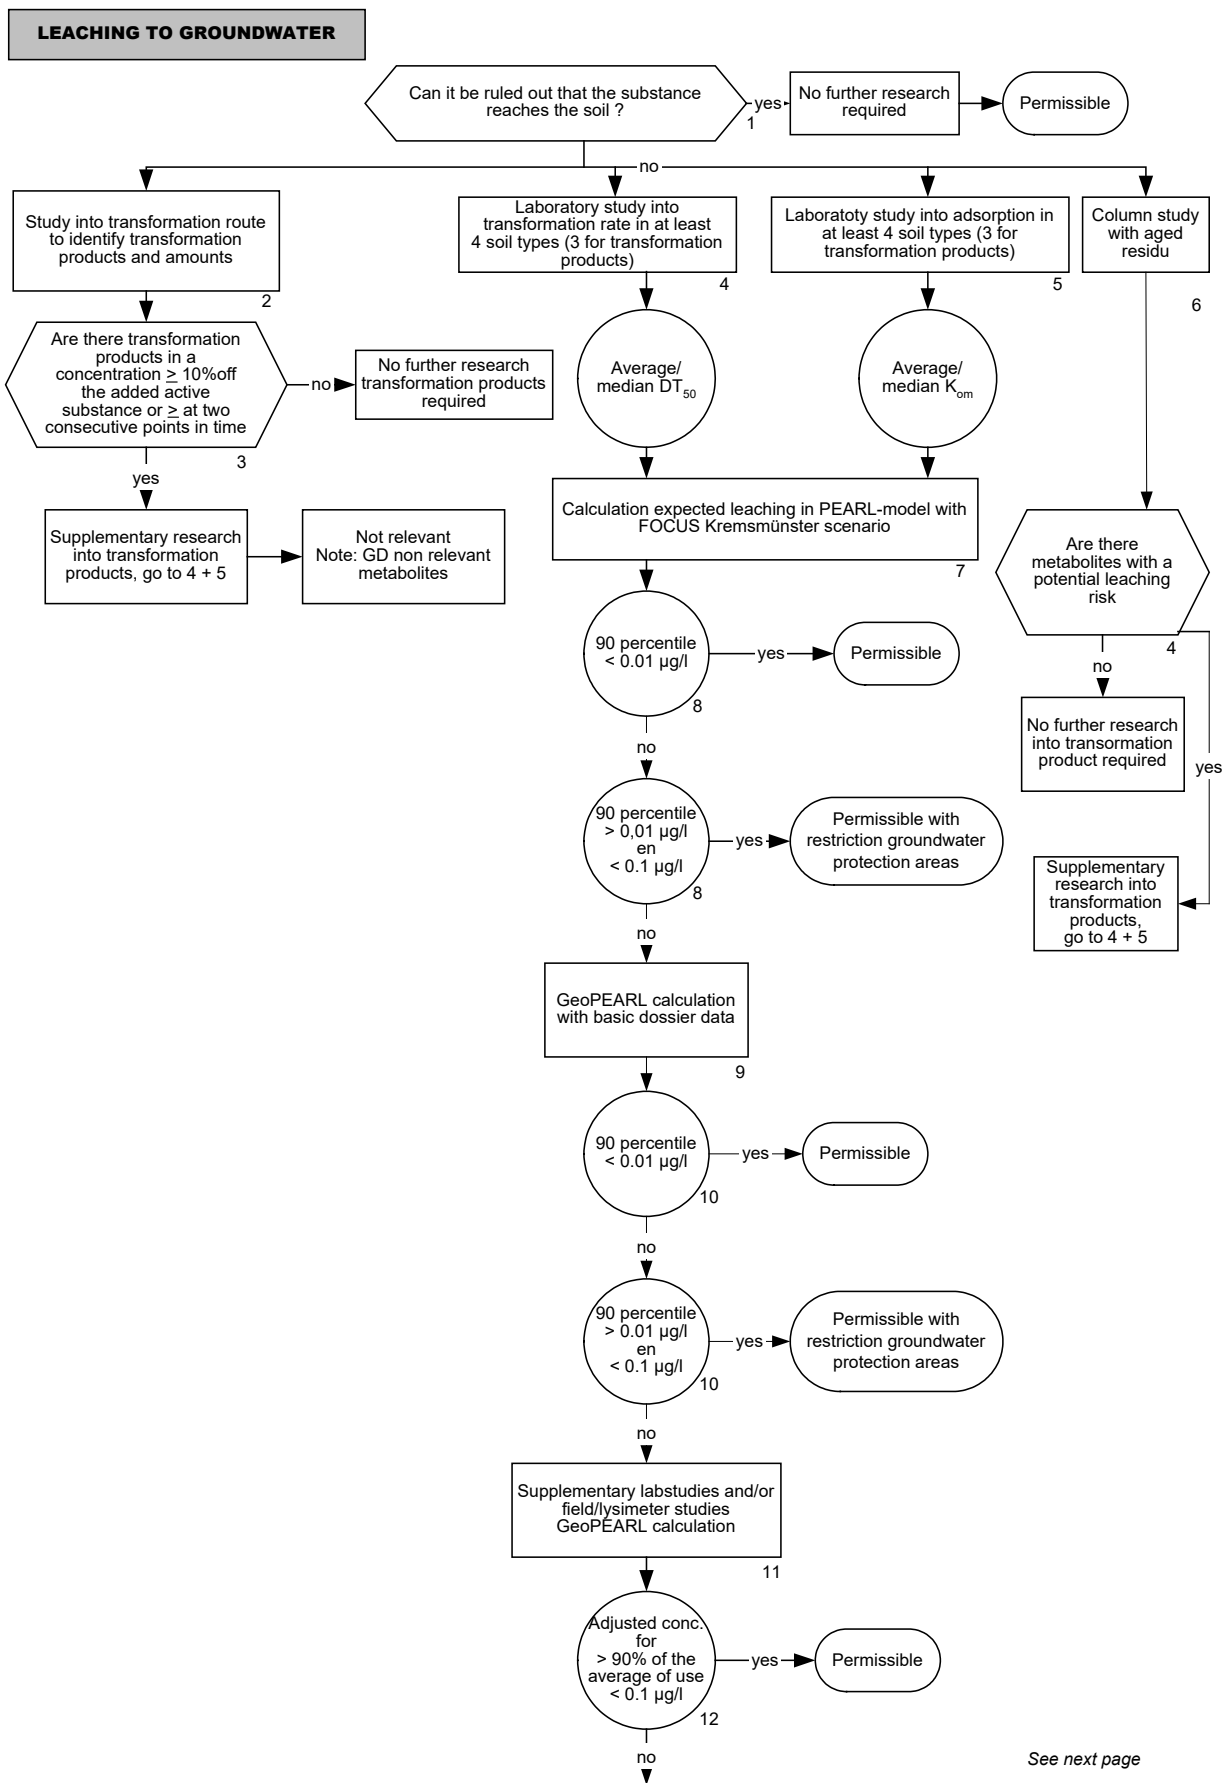 LEACHING TO GROUNDWATER
Can it be ruled out that the substance
reaches the soil ?
1
yes
No further research
required
Permissible
no
Study into transformation route
to identify transformation
products and amounts
2
Laboratory study into
transformation rate in at least
4 soil types (3 for transformation
products)
4
Laboratoty study into adsorption in
at least 4 soil types (3 for
transformation products)
5
Column study
with aged
residu
6
Are there transformation
products in a
concentration > 10%off
the added active
substance or > at two
consecutive points in time
3
no
No further research
transformation products
required
yes
Supplementary research
into transformation
products, go to 4 + 5
Not relevant
Note: GD non relevant
metabolites
Average/
median DT50
Average/
median Kom
Calculation expected leaching in PEARL-model with
FOCUS Kremsmünster scenario
7
Are there
metabolites with a
potential leaching
risk
4
no
No further research
into transormation
product required
yes
Supplementary
research into
transformation
products,
go to 4 + 5
90 percentile
< 0.01 µg/l
8
yes
Permissible
no
90 percentile
> 0,01 µg/l
en
< 0.1 µg/l
8
yes
Permissible with
restriction groundwater
protection areas
no
GeoPEARL calculation
with basic dossier data
9
90 percentile
< 0.01 µg/l
10
yes
Permissible
no
90 percentile
> 0.01 µg/l
en
< 0.1 µg/l
10
yes
Permissible with
restriction groundwater
protection areas
no
Supplementary labstudies and/or
field/lysimeter studies
GeoPEARL calculation
11
Adjusted conc.
for
> 90% of the
average of use
< 0.1 µg/l
12
yes
Permissible
no
See next page